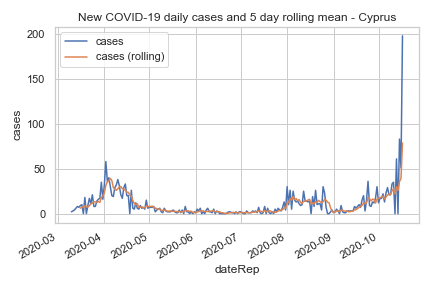 New COVID-19 daily cases and 5 day rolling mean - Cyprus
cases
cases (rolling)
200
150
100
50
0
cases
2020-03
2020-04
2020-05
2020-06
2020-07
2020-08
2020-09
2020-10
dateRep